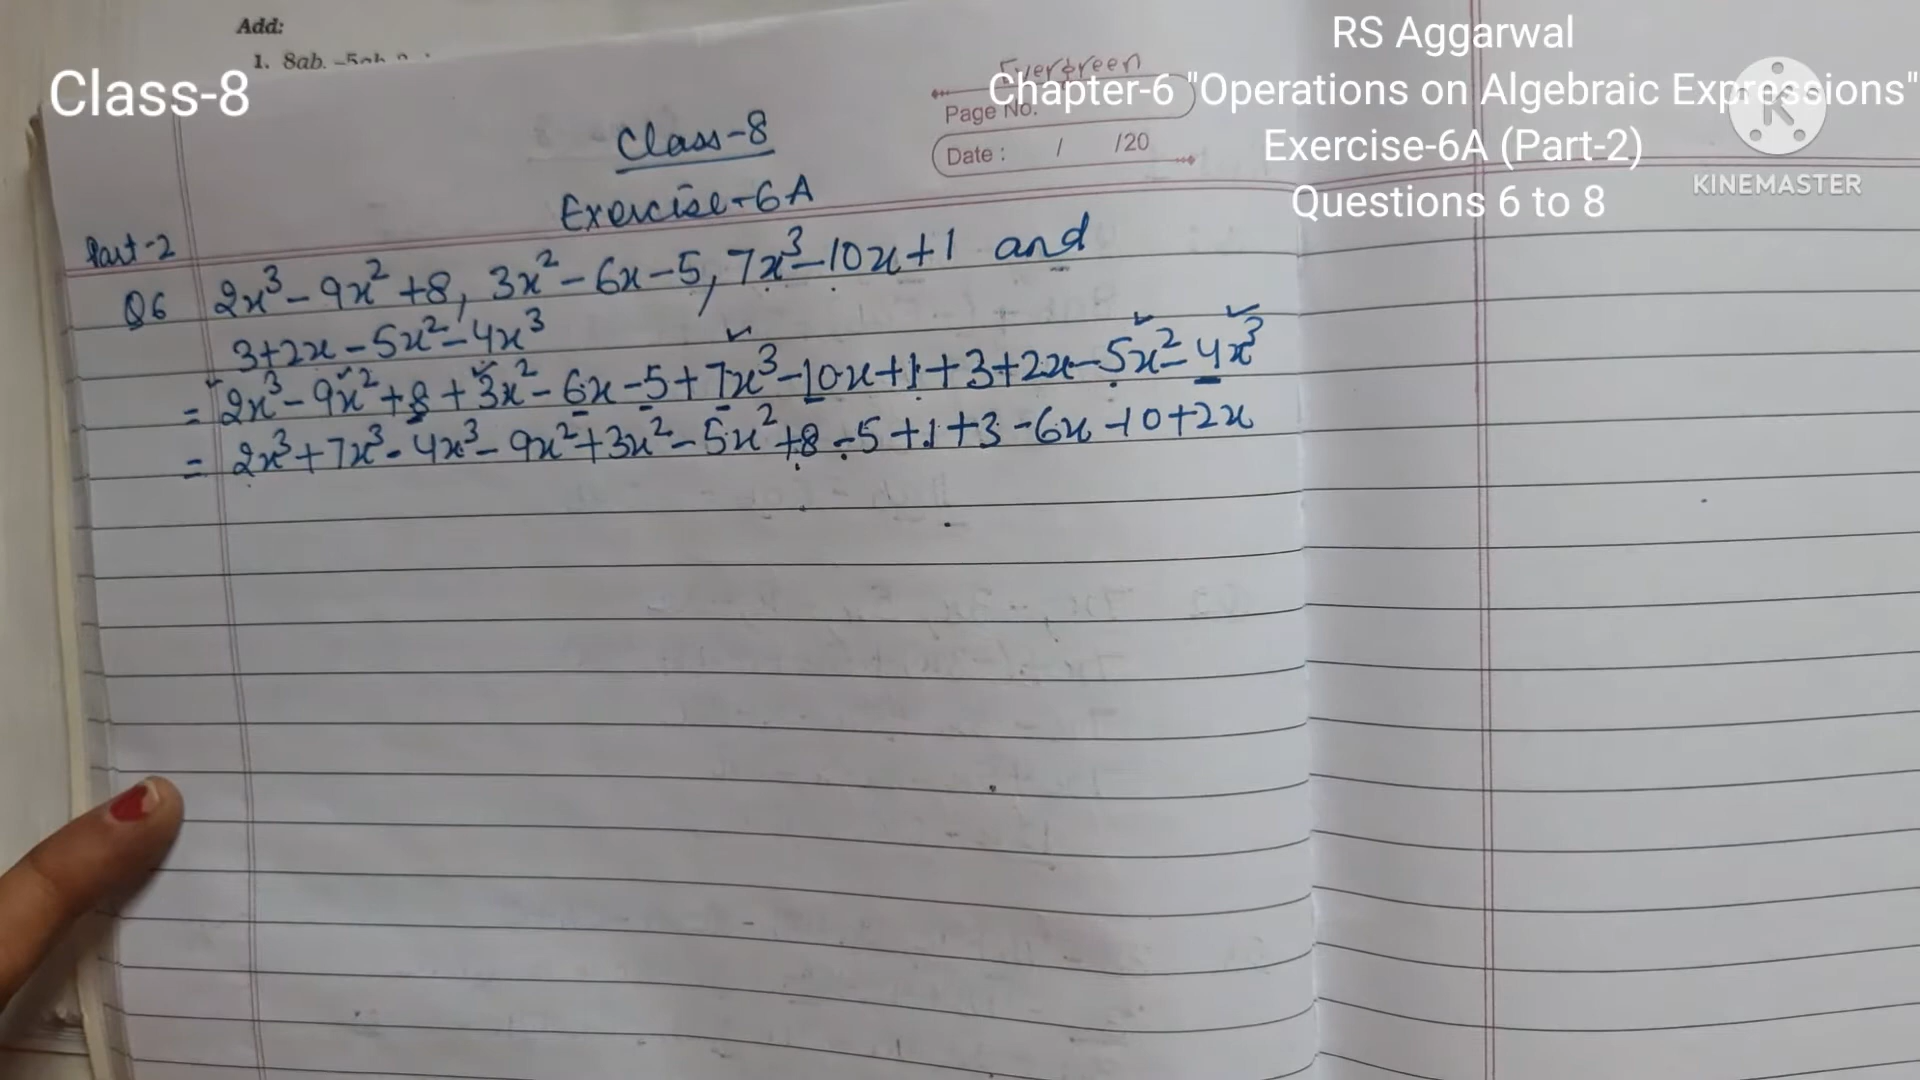 Add:
1. 8ab, -5ab
Class-8
RS Aggarwal
Chapter-6 "Operations on Algebraic Expressions"
Exercise-6A (Part-2)
Questions 6 to 8
KINEMASTER
Evergreen
Page No.
Date : / /20
Class-8
Exercise-6A
Part-2
Q6 2x³ - 9x² + 8, 3x² - 6x - 5, 7x³ - 10x + 1 and
3+2x - 5x² - 4x³
= 2x³ - 9x² + 8 + 3x² - 6x - 5 + 7x³ - 10x + 1 + 3 + 2x - 5x² - 4x³
= 2x³ + 7x³ - 4x³ - 9x² + 3x² - 5x² + 8 - 5 + 1 + 3 - 6x - 10 + 2x